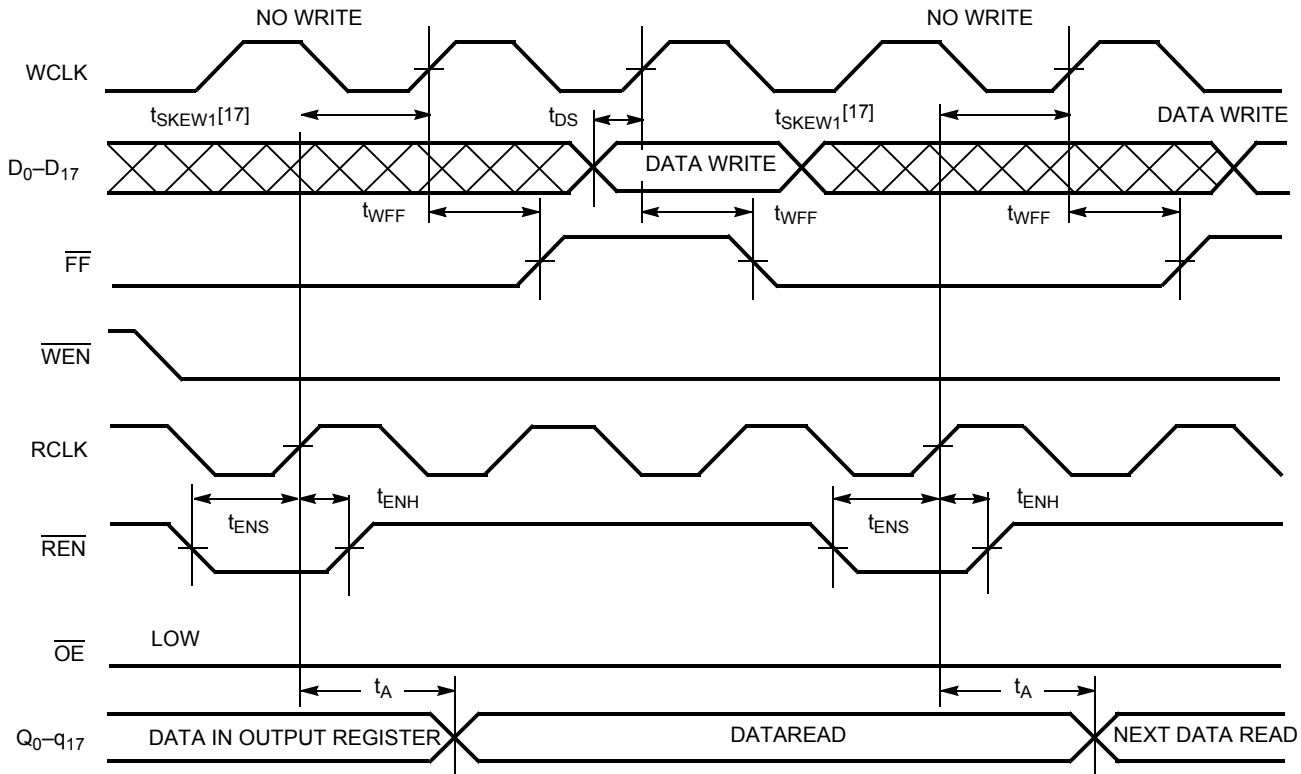 NO WRITE NO WRITE
WCLK
tSKEW1[17] tDS tSKEW1[17] DATA WRITE
D0–D17 DATA WRITE
tWFF tWFF tWFF
FF
WEN
RCLK
tENS tENH tENS tENH
REN
LOW
OE
tA tA
Q0–q17 DATA IN OUTPUT REGISTER DATAREAD NEXT DATA READ